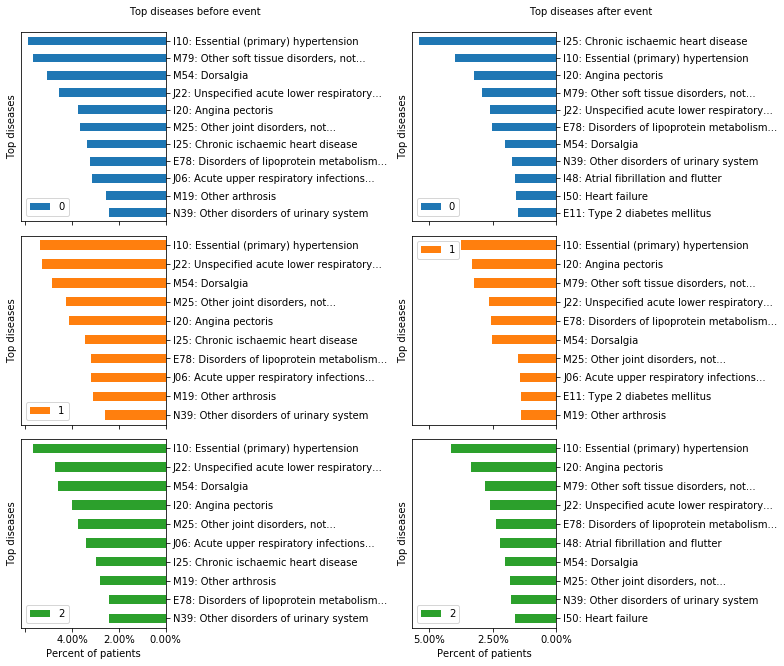 Top diseases before event
Top diseases
I10: Essential (primary) hypertension
M79: Other soft tissue disorders, not...
M54: Dorsalgia
J22: Unspecified acute lower respiratory...
I20: Angina pectoris
M25: Other joint disorders, not...
I25: Chronic ischaemic heart disease
E78: Disorders of lipoprotein metabolism...
J06: Acute upper respiratory infections...
M19: Other arthrosis
N39: Other disorders of urinary system
0
Top diseases after event
Top diseases
I25: Chronic ischaemic heart disease
I10: Essential (primary) hypertension
I20: Angina pectoris
M79: Other soft tissue disorders, not...
J22: Unspecified acute lower respiratory...
E78: Disorders of lipoprotein metabolism...
M54: Dorsalgia
N39: Other disorders of urinary system
I48: Atrial fibrillation and flutter
I50: Heart failure
E11: Type 2 diabetes mellitus
0
Top diseases
I10: Essential (primary) hypertension
J22: Unspecified acute lower respiratory...
M54: Dorsalgia
M25: Other joint disorders, not...
I20: Angina pectoris
I25: Chronic ischaemic heart disease
E78: Disorders of lipoprotein metabolism...
J06: Acute upper respiratory infections...
M19: Other arthrosis
N39: Other disorders of urinary system
1
Top diseases
1
I10: Essential (primary) hypertension
I20: Angina pectoris
M79: Other soft tissue disorders, not...
J22: Unspecified acute lower respiratory...
E78: Disorders of lipoprotein metabolism...
M54: Dorsalgia
M25: Other joint disorders, not...
J06: Acute upper respiratory infections...
E11: Type 2 diabetes mellitus
M19: Other arthrosis
Top diseases
I10: Essential (primary) hypertension
J22: Unspecified acute lower respiratory...
M54: Dorsalgia
I20: Angina pectoris
M25: Other joint disorders, not...
J06: Acute upper respiratory infections...
I25: Chronic ischaemic heart disease
M19: Other arthrosis
E78: Disorders of lipoprotein metabolism...
N39: Other disorders of urinary system
2
4.00% 2.00% 0.00%
Percent of patients
Top diseases
I10: Essential (primary) hypertension
I20: Angina pectoris
M79: Other soft tissue disorders, not...
J22: Unspecified acute lower respiratory...
E78: Disorders of lipoprotein metabolism...
I48: Atrial fibrillation and flutter
M54: Dorsalgia
M25: Other joint disorders, not...
N39: Other disorders of urinary system
I50: Heart failure
2
5.00% 2.50% 0.00%
Percent of patients